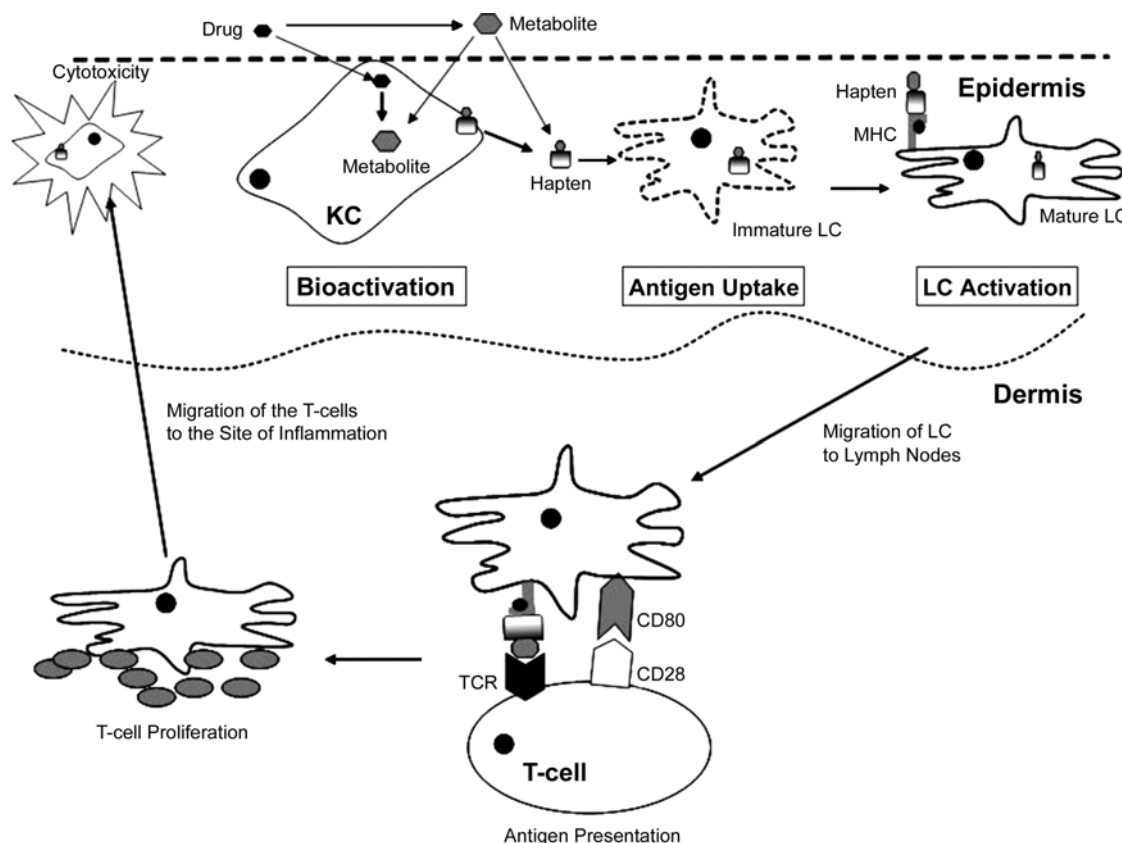 Drug
Metabolite
Cytotoxicity
Metabolite
KC
Hapten
Immature LC
Hapten
MHC
Epidermis
Mature LC
Bioactivation
Antigen Uptake
LC Activation
Dermis
Migration of the T-cells
to the Site of Inflammation
Migration of LC
to Lymph Nodes
CD80
CD28
TCR
T-cell Proliferation
T-cell
Antigen Presentation